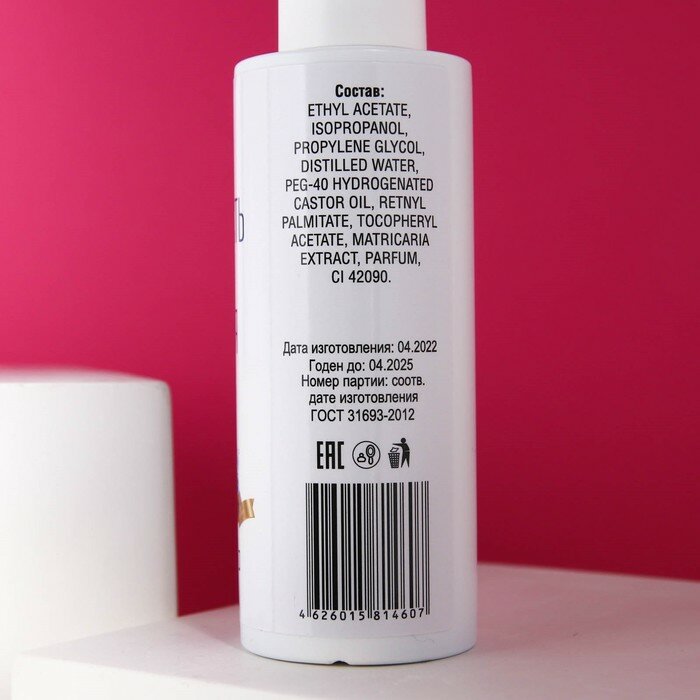 Состав:
ETHYL ACETATE,
ISOPROPANOL,
PROPYLENE GLYCOL,
DISTILLED WATER,
PEG-40 HYDROGENATED
CASTOR OIL, RETNYL
PALMITATE, TOCOPHERYL
ACETATE, MATRICARIA
EXTRACT, PARFUM,
CI 42090.
Дата изготовления: 04.2022
Годен до: 04.2025
Номер партии: соотв.
дате изготовления
ГОСТ 31693-2012
EAC
4 626015 814607